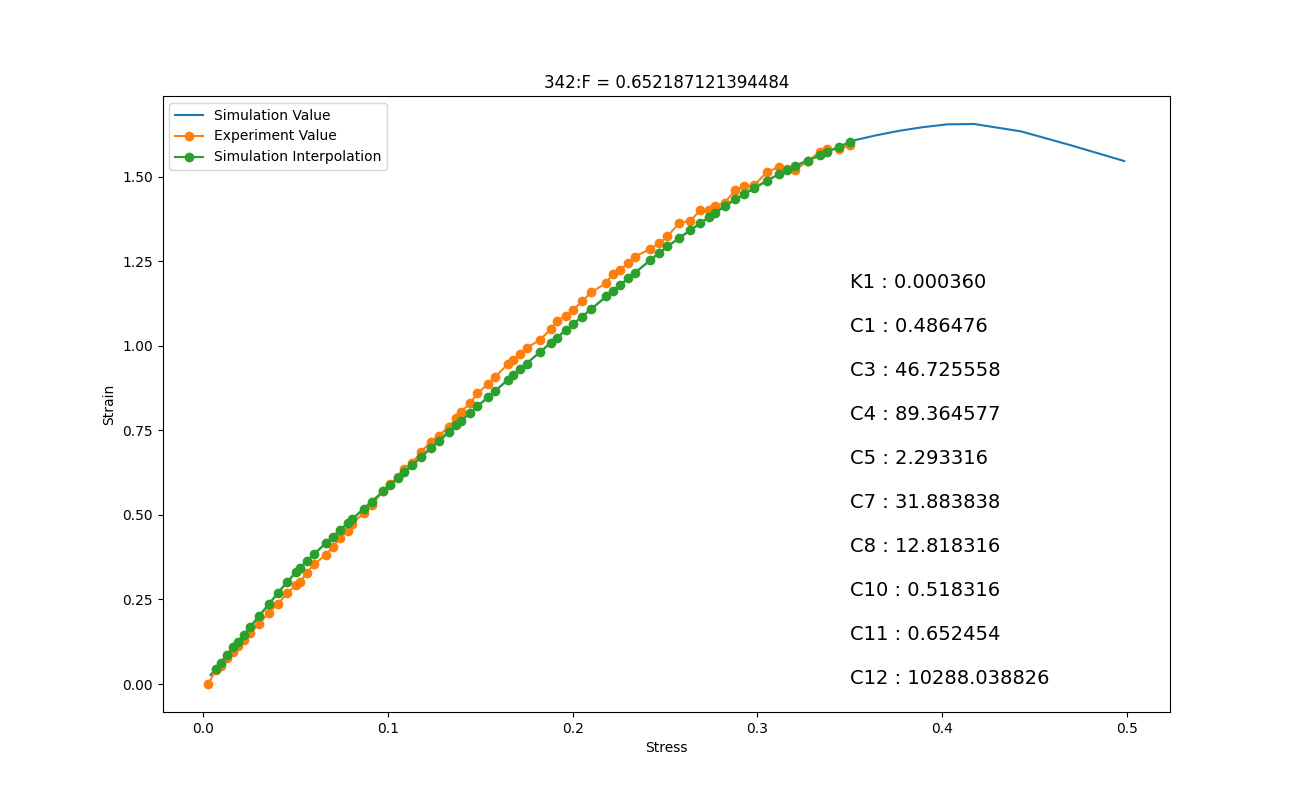 342:F = 0.652187121394484
Simulation Value
Experiment Value
Simulation Interpolation
1.50
1.25
1.00
0.75
0.50
0.25
0.00
Strain
K1 : 0.000360
C1 : 0.486476
C3 : 46.725558
C4 : 89.364577
C5 : 2.293316
C7 : 31.883838
C8 : 12.818316
C10 : 0.518316
C11 : 0.652454
C12 : 10288.038826
0.0 0.1 0.2 0.3 0.4 0.5
Stress